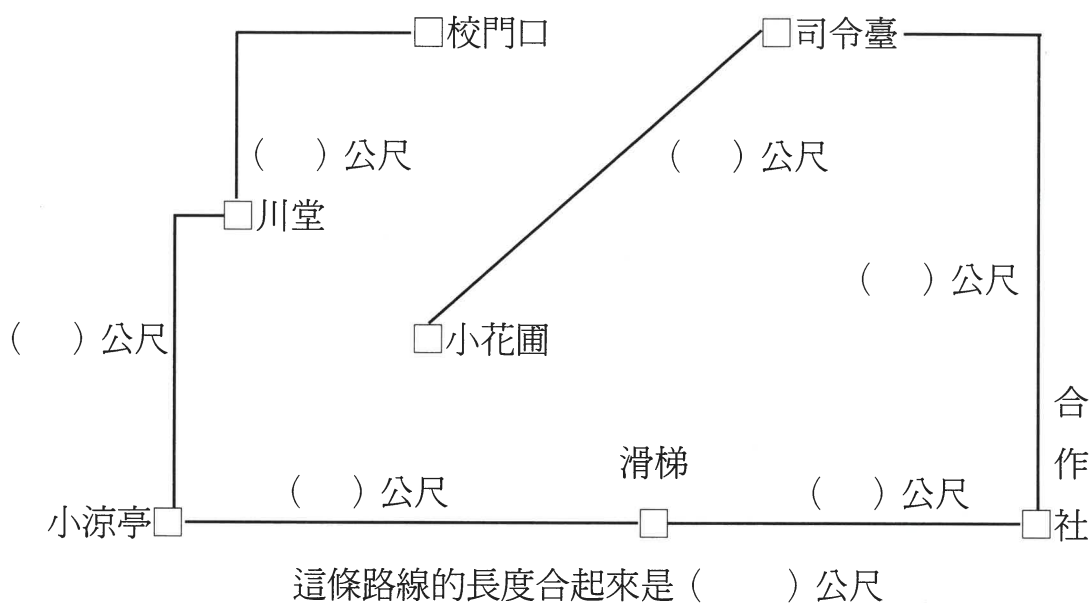 □校門口
□司令臺
（　）公尺
（　）公尺
□川堂
（　）公尺
（　）公尺
□小花圃
合作社
滑梯
（　）公尺
（　）公尺
小涼亭□
□
□
這條路線的長度合起來是（　　）公尺